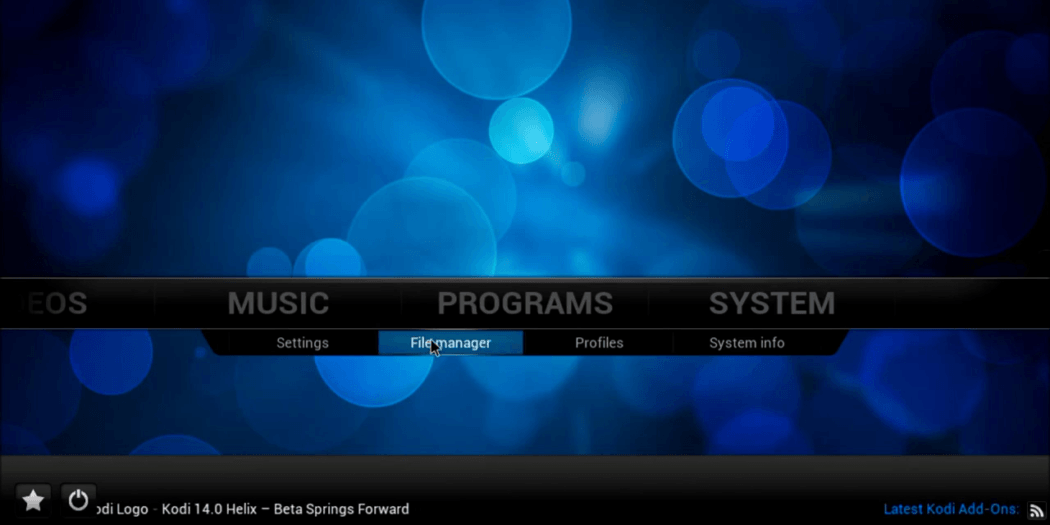 EOS MUSIC PROGRAMS SYSTEM
Settings File manager Profiles System info
odi Logo - Kodi 14.0 Helix – Beta Springs Forward Latest Kodi Add-Ons: